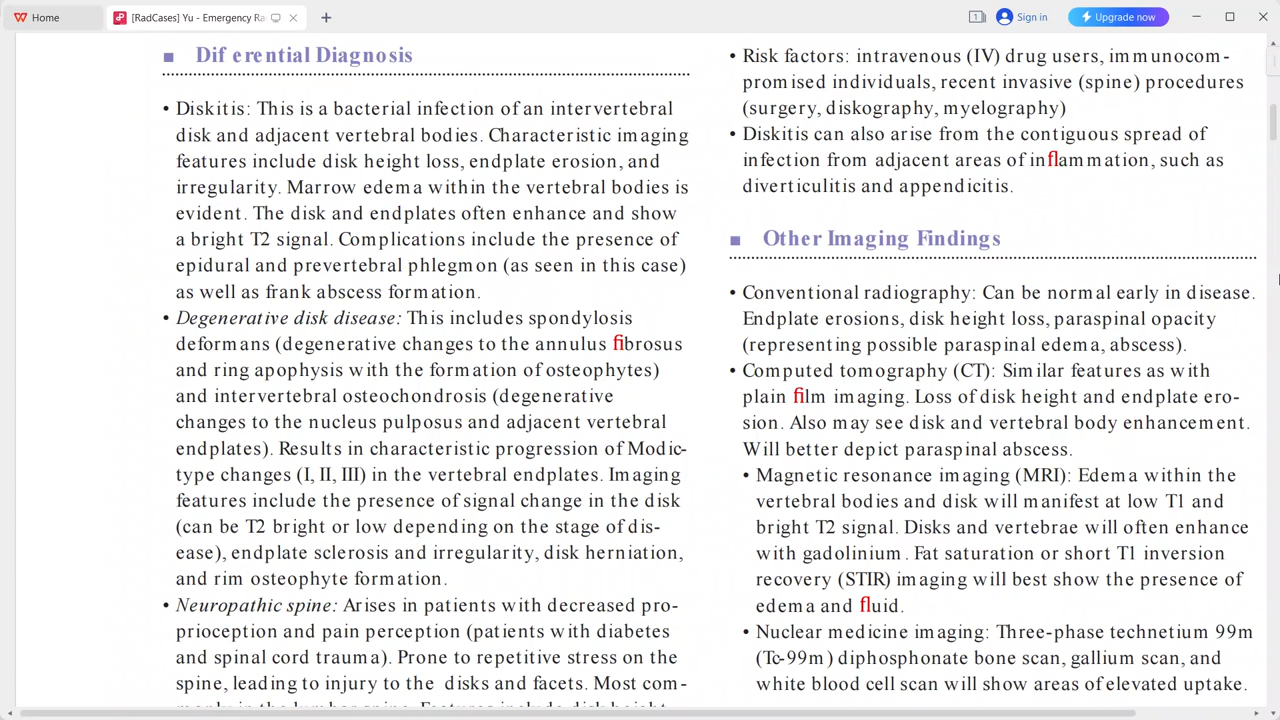 Home
[RadCases] Yu - Emergency Ra
Sign in
Upgrade now
Dif erential Diagnosis
• Diskitis: This is a bacterial infection of an intervertebral
disk and adjacent vertebral bodies. Characteristic imaging
features include disk height loss, endplate erosion, and
irregularity. Marrow edema within the vertebral bodies is
evident. The disk and endplates often enhance and show
a bright T2 signal. Complications include the presence of
epidural and prevertebral phlegmon (as seen in this case)
as well as frank abscess formation.
• Degenerative disk disease: This includes spondylosis
deformans (degenerative changes to the annulus fibrosus
and ring apophysis with the formation of osteophytes)
and intervertebral osteochondrosis (degenerative
changes to the nucleus pulposus and adjacent vertebral
endplates). Results in characteristic progression of Modic-
type changes (I, II, III) in the vertebral endplates. Imaging
features include the presence of signal change in the disk
(can be T2 bright or low depending on the stage of dis-
ease), endplate sclerosis and irregularity, disk herniation,
and rim osteophyte formation.
• Neuropathic spine: Arises in patients with decreased pro-
prioception and pain perception (patients with diabetes
and spinal cord trauma). Prone to repetitive stress on the
spine, leading to injury to the disks and facets. Most com-
• Risk factors: intravenous (IV) drug users, immunocom-
promised individuals, recent invasive (spine) procedures
(surgery, diskography, myelography)
• Diskitis can also arise from the contiguous spread of
infection from adjacent areas of inflammation, such as
diverticulitis and appendicitis.
Other Imaging Findings
• Conventional radiography: Can be normal early in disease.
Endplate erosions, disk height loss, paraspinal opacity
(representing possible paraspinal edema, abscess).
• Computed tomography (CT): Similar features as with
plain film imaging. Loss of disk height and endplate ero-
sion. Also may see disk and vertebral body enhancement.
Will better depict paraspinal abscess.
• Magnetic resonance imaging (MRI): Edema within the
vertebral bodies and disk will manifest at low T1 and
bright T2 signal. Disks and vertebrae will often enhance
with gadolinium. Fat saturation or short T1 inversion
recovery (STIR) imaging will best show the presence of
edema and fluid.
• Nuclear medicine imaging: Three-phase technetium 99m
(Tc-99m) diphosphonate bone scan, gallium scan, and
white blood cell scan will show areas of elevated uptake.